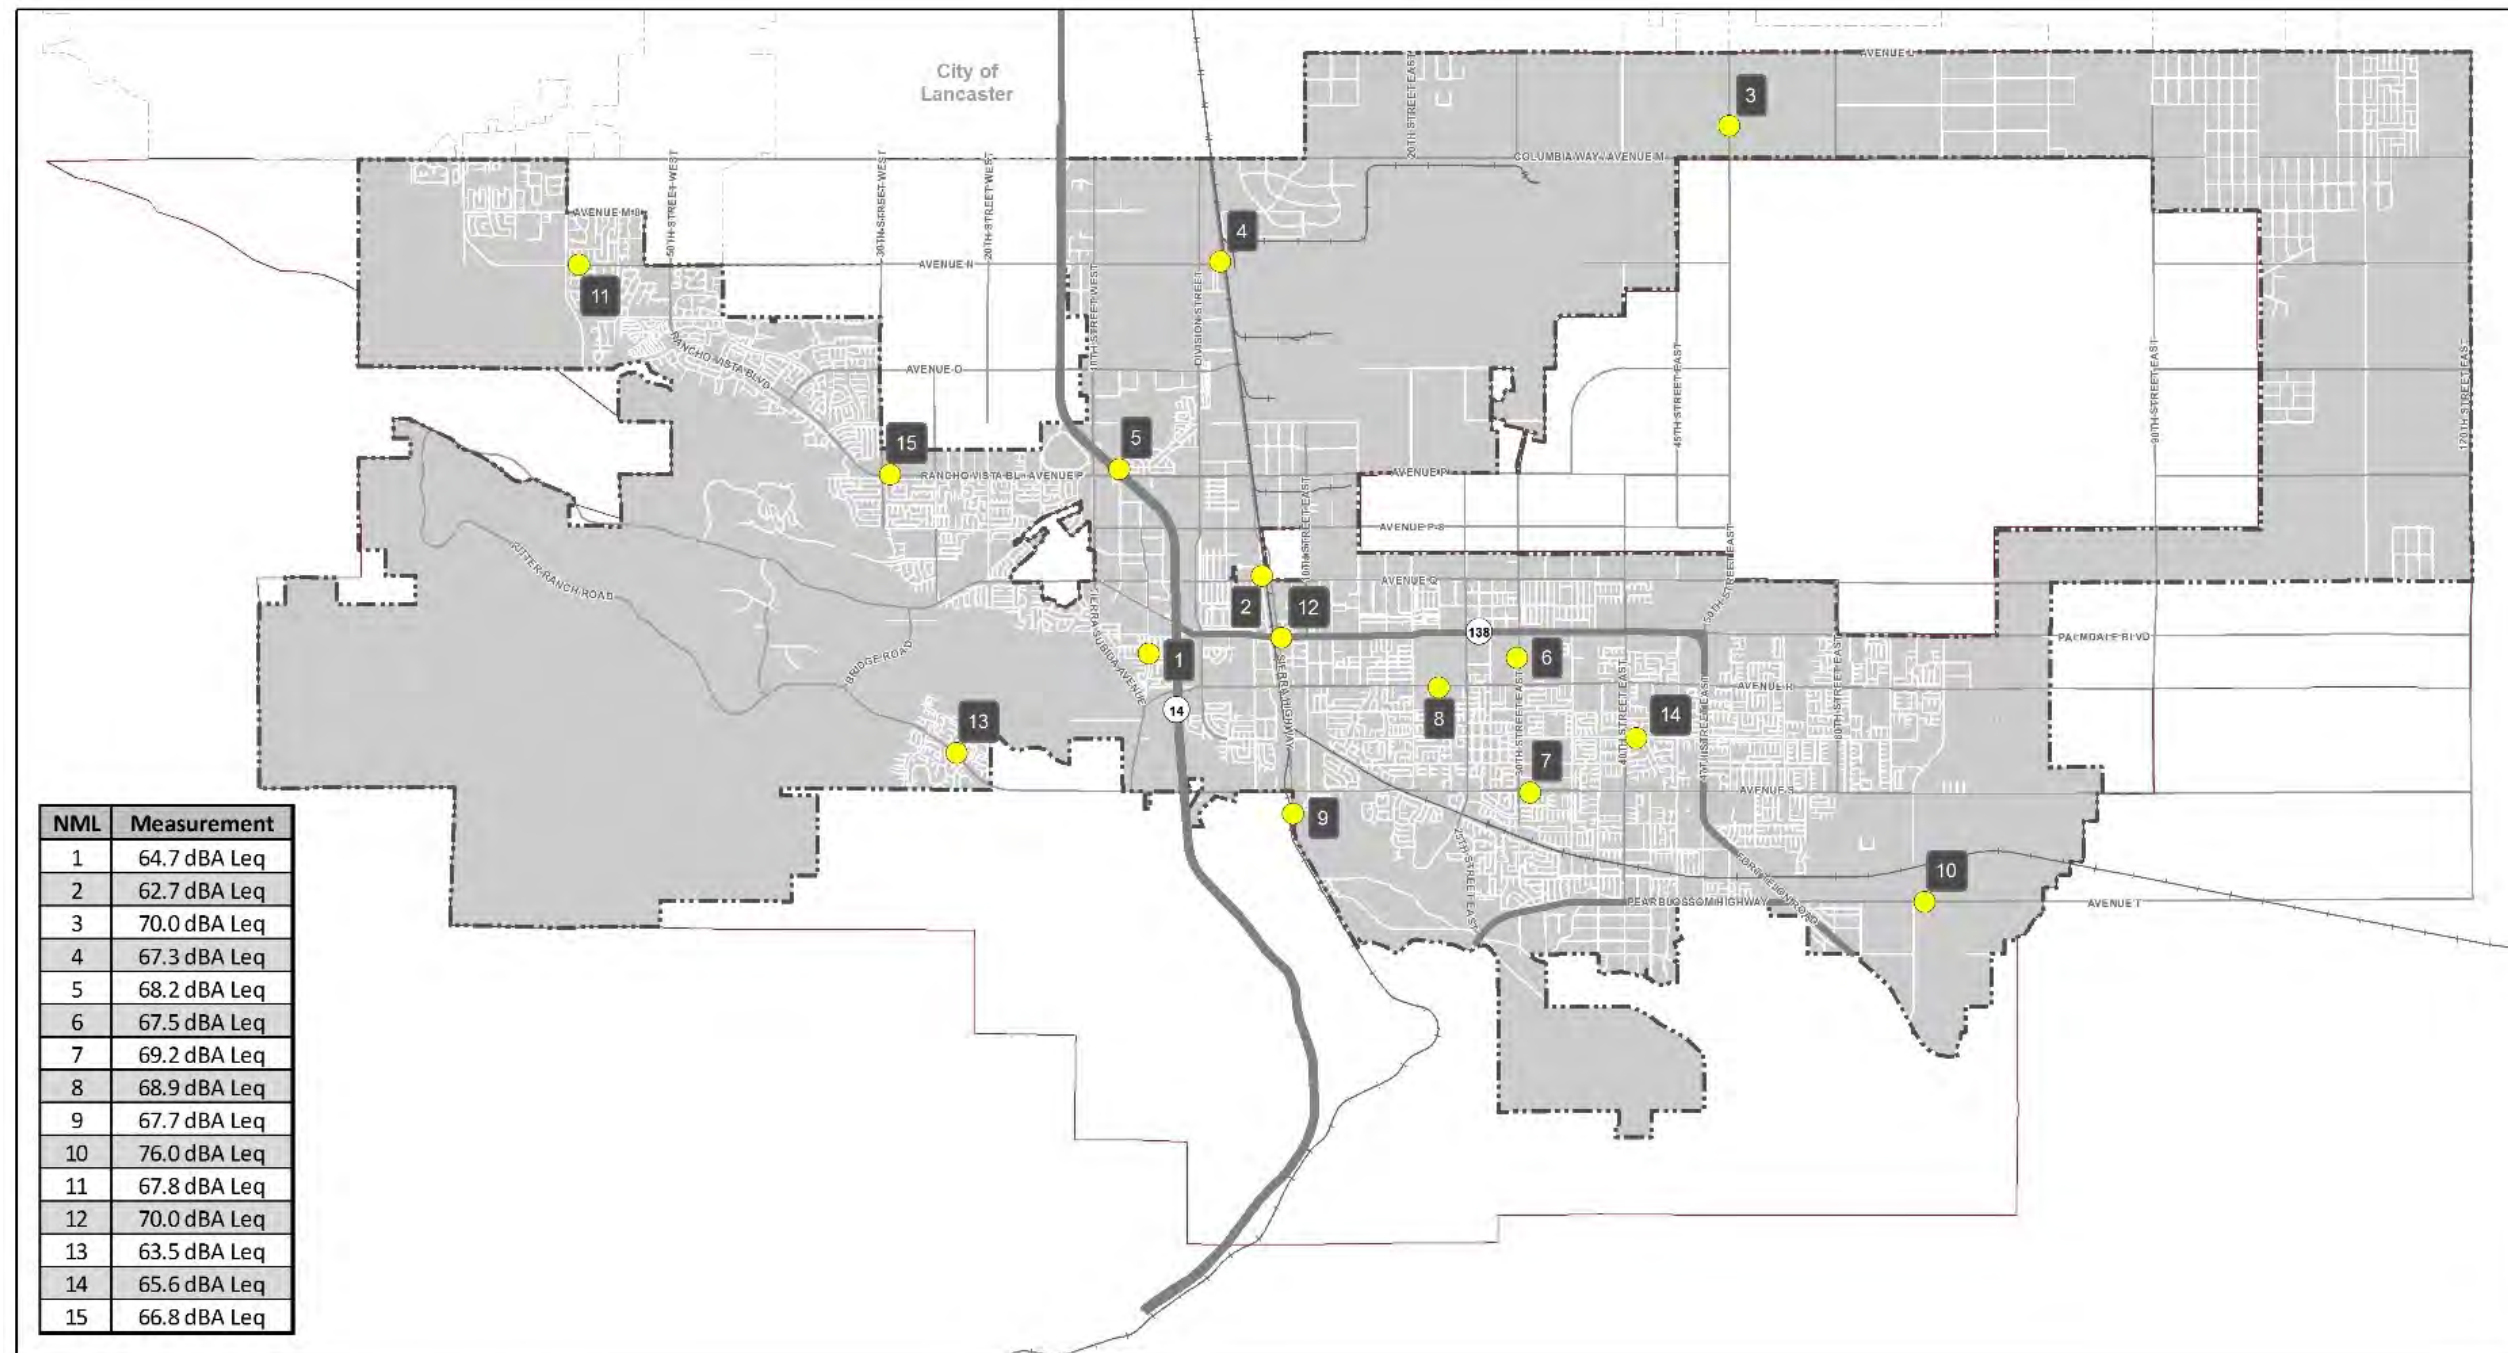 City of
Lancaster
AVENUE L
3
20TH STREET EAST
COLUMBIA WAY / AVENUE M
50TH STREET WEST
30TH STREET WEST
20TH STREET WEST
AVENUE M-8
4
AVENUE N
11
10TH STREET WEST
DIVISION STREET
RANCHO VISTA BLVD
AVENUE O
45TH STREET EAST
90TH STREET EAST
170TH STREET EAST
15
5
RANCHO VISTA BL - AVENUE P
AVENUE P
10TH STREET EAST
AVENUE P-8
RITTER RANCH ROAD
AVENUE Q
50TH STREET EAST
2
12
SIERRA SUBIDA AVENUE
138
PALMDALE BLVD
BRIDGE ROAD
1
6
SIERRA HIGHWAY
30TH STREET EAST
40TH STREET EAST
AVENUE R
60TH STREET EAST
14
13
8
14
47TH STREET EAST
7
AVENUE S
9
25TH STREET EAST
FORT TEJON ROAD
10
PEARBLOSSOM HIGHWAY
AVENUE T
NML Measurement
1 64.7 dBA Leq
2 62.7 dBA Leq
3 70.0 dBA Leq
4 67.3 dBA Leq
5 68.2 dBA Leq
6 67.5 dBA Leq
7 69.2 dBA Leq
8 68.9 dBA Leq
9 67.7 dBA Leq
10 76.0 dBA Leq
11 67.8 dBA Leq
12 70.0 dBA Leq
13 63.5 dBA Leq
14 65.6 dBA Leq
15 66.8 dBA Leq